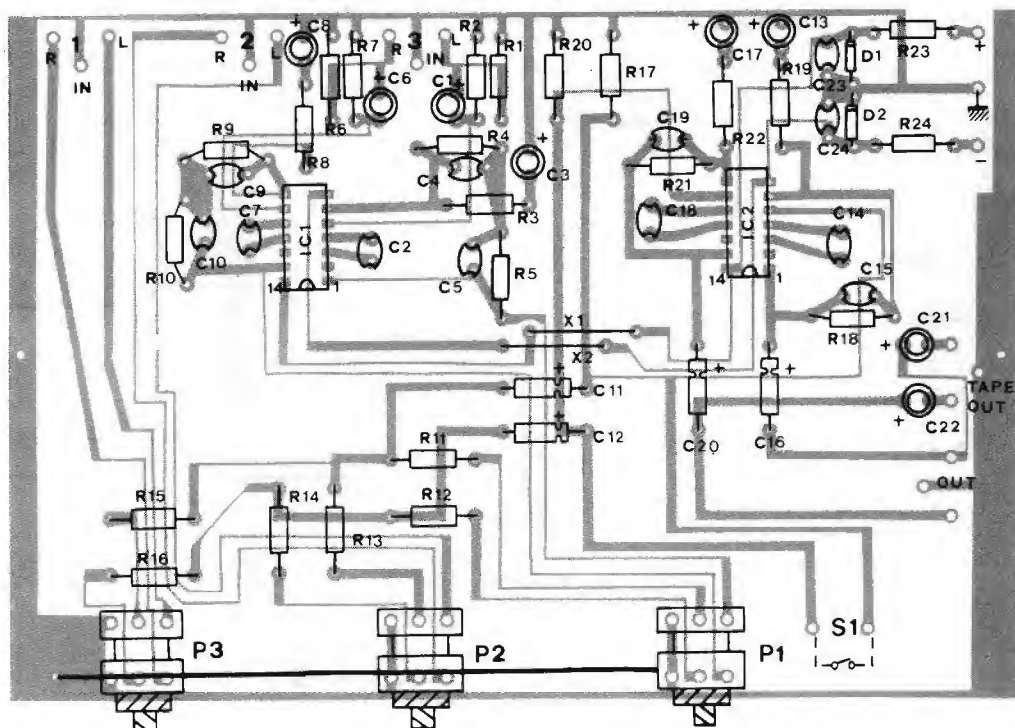 1
R
L
IN
2
R
L
IN
+
C8
R7
R
3
L
IN
R2
R1
R20
R17
+
C17
+
C13
R19
D1
R23
+
C6
C1
+
R6
R8
R9
C9
R4
C4
+
C3
R3
C19
R21
R22
C23
D2
C24
R24
-
C7
I.C.1
C2
C18
I.C.2
C14
R10
C10
14
1
C5
R5
14
1
C15
X1
X2
R18
+
C21
C11
+
+
+
TAPE
OUT
+
C22
R11
+
C12
C20
C16
R15
R14
R12
OUT
R16
R13
P3
P2
P1
S1